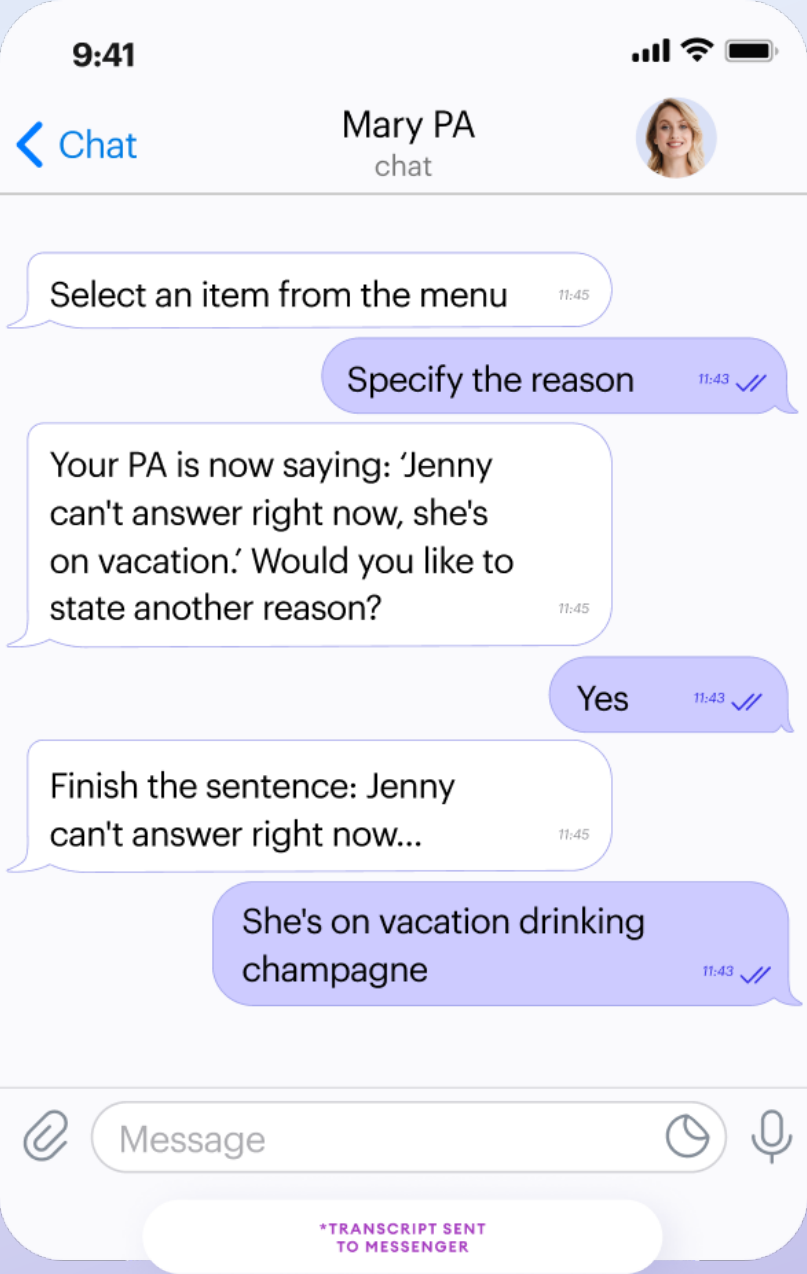 9:41
Chat
Mary PA
chat
Select an item from the menu 11:45
Specify the reason 11:43
Your PA is now saying: ‘Jenny
can't answer right now, she's
on vacation.’ Would you like to
state another reason? 11:45
Yes 11:43
Finish the sentence: Jenny
can't answer right now... 11:45
She's on vacation drinking
champagne 11:43
Message
*TRANSCRIPT SENT
TO MESSENGER